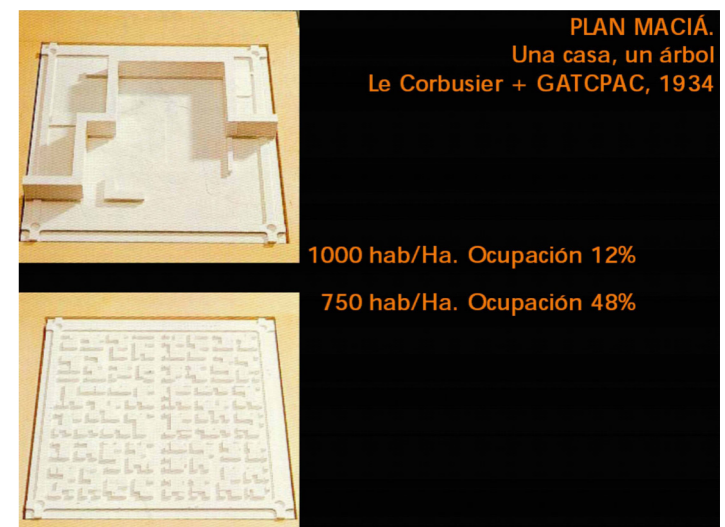 PLAN MACIÁ.
Una casa, un árbol
Le Corbusier + GATCPAC, 1934
1000 hab/Ha. Ocupación 12%
750 hab/Ha. Ocupación 48%